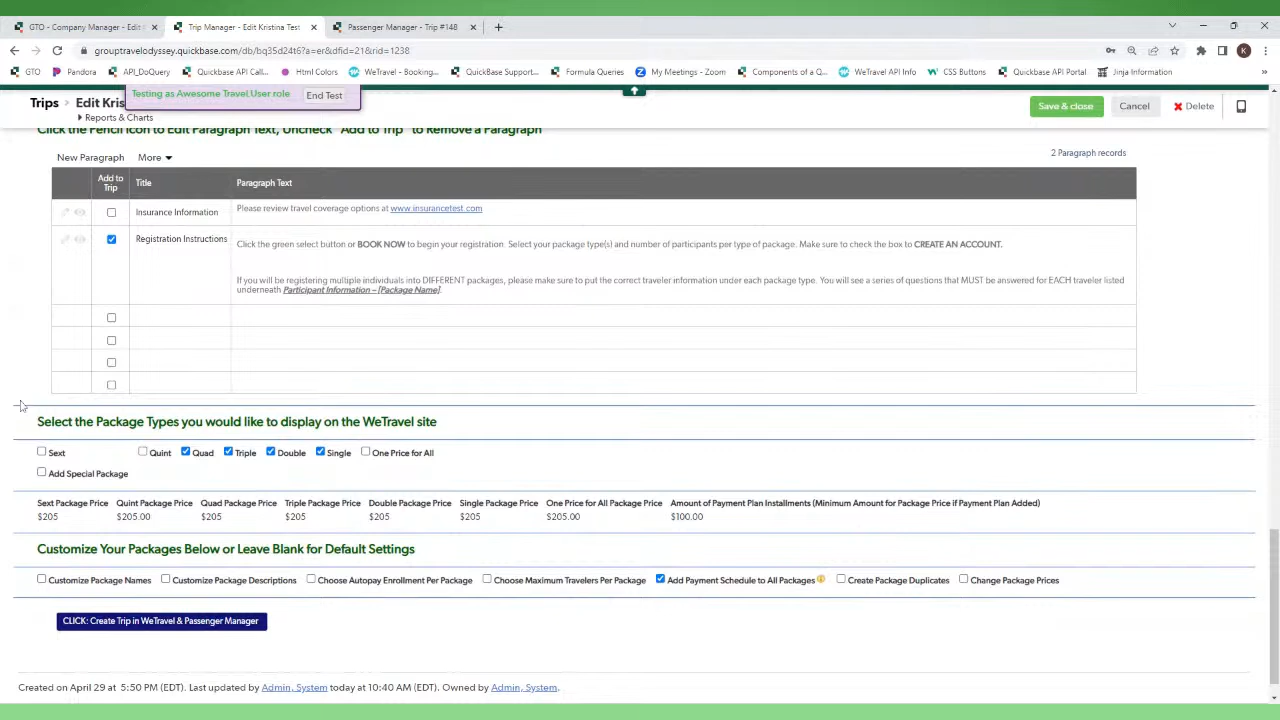 GTO - Company Manager - Edit
Trip Manager - Edit Kristina Test
Passenger Manager - Trip #148
grouptravelodyssey.quickbase.com/db/bq35d24t6?a=er&dfid=21&rid=1238
K
GTO
Pandora
API_DoQuery
Quickbase API Call...
Html Colors
WeTravel - Booking...
QuickBase Support...
Formula Queries
My Meetings - Zoom
Components of a Q...
WeTravel API Info
CSS Buttons
Quickbase API Portal
Jinja Information
Testing as Awesome Travel User role
End Test
Trips > Edit Kris
Reports & Charts
Save & close
Cancel
Delete
Click the Pencil Icon to Edit Paragraph Text, Uncheck "Add to Trip" to Remove a Paragraph
New Paragraph More
2 Paragraph records
Add to Trip Title Paragraph Text
Insurance Information Please review travel coverage options at www.insurancetest.com
Registration Instructions Click the green select button or BOOK NOW to begin your registration. Select your package type(s) and number of participants per type of package. Make sure to check the box to CREATE AN ACCOUNT.
If you will be registering multiple individuals into DIFFERENT packages, please make sure to put the correct traveler information under each package type. You will see a series of questions that MUST be answered for EACH traveler listed
underneath Participant Information – [Package Name].
Select the Package Types you would like to display on the WeTravel site
Sext Quint Quad Triple Double Single One Price for All
Add Special Package
Sext Package Price Quint Package Price Quad Package Price Triple Package Price Double Package Price Single Package Price One Price for All Package Price Amount of Payment Plan Installments (Minimum Amount for Package Price if Payment Plan Added)
$205 $205.00 $205 $205 $205 $205 $205.00 $100.00
Customize Your Packages Below or Leave Blank for Default Settings
Customize Package Names Customize Package Descriptions Choose Autopay Enrollment Per Package Choose Maximum Travelers Per Package Add Payment Schedule to All Packages Create Package Duplicates Change Package Prices
CLICK: Create Trip in WeTravel & Passenger Manager
Created on April 29 at 5:50 PM (EDT). Last updated by Admin, System today at 10:40 AM (EDT). Owned by Admin, System.